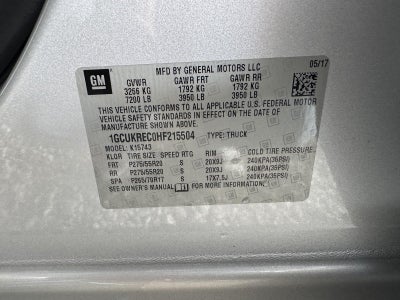 GM
MFD BY GENERAL MOTORS LLC
05/17
GVWR GAWR FRT GAWR RR
3266 KG 1792 KG 1792 KG
7200 LB 3950 LB 3950 LB
THIS VEHICLE CONFORMS TO ALL APPLICABLE U.S. FEDERAL MOTOR
VEHICLE SAFETY STANDARDS IN EFFECT ON THE DATE OF
MANUFACTURE SHOWN ABOVE.
1GCUKREC0HF215504 TYPE: TRUCK
MODEL: K15743
TIRE SIZE SPEED RTG RIM COLD TIRE PRESSURE
FRT P275/55R20 S 20X9J 240KPA(35PSI)
RR P275/55R20 S 20X9J 240KPA(35PSI)
SPA P265/70R17 S 17X7.5J 240KPA(35PSI)
SEE OWNER'S MANUAL FOR MORE INFORMATION.